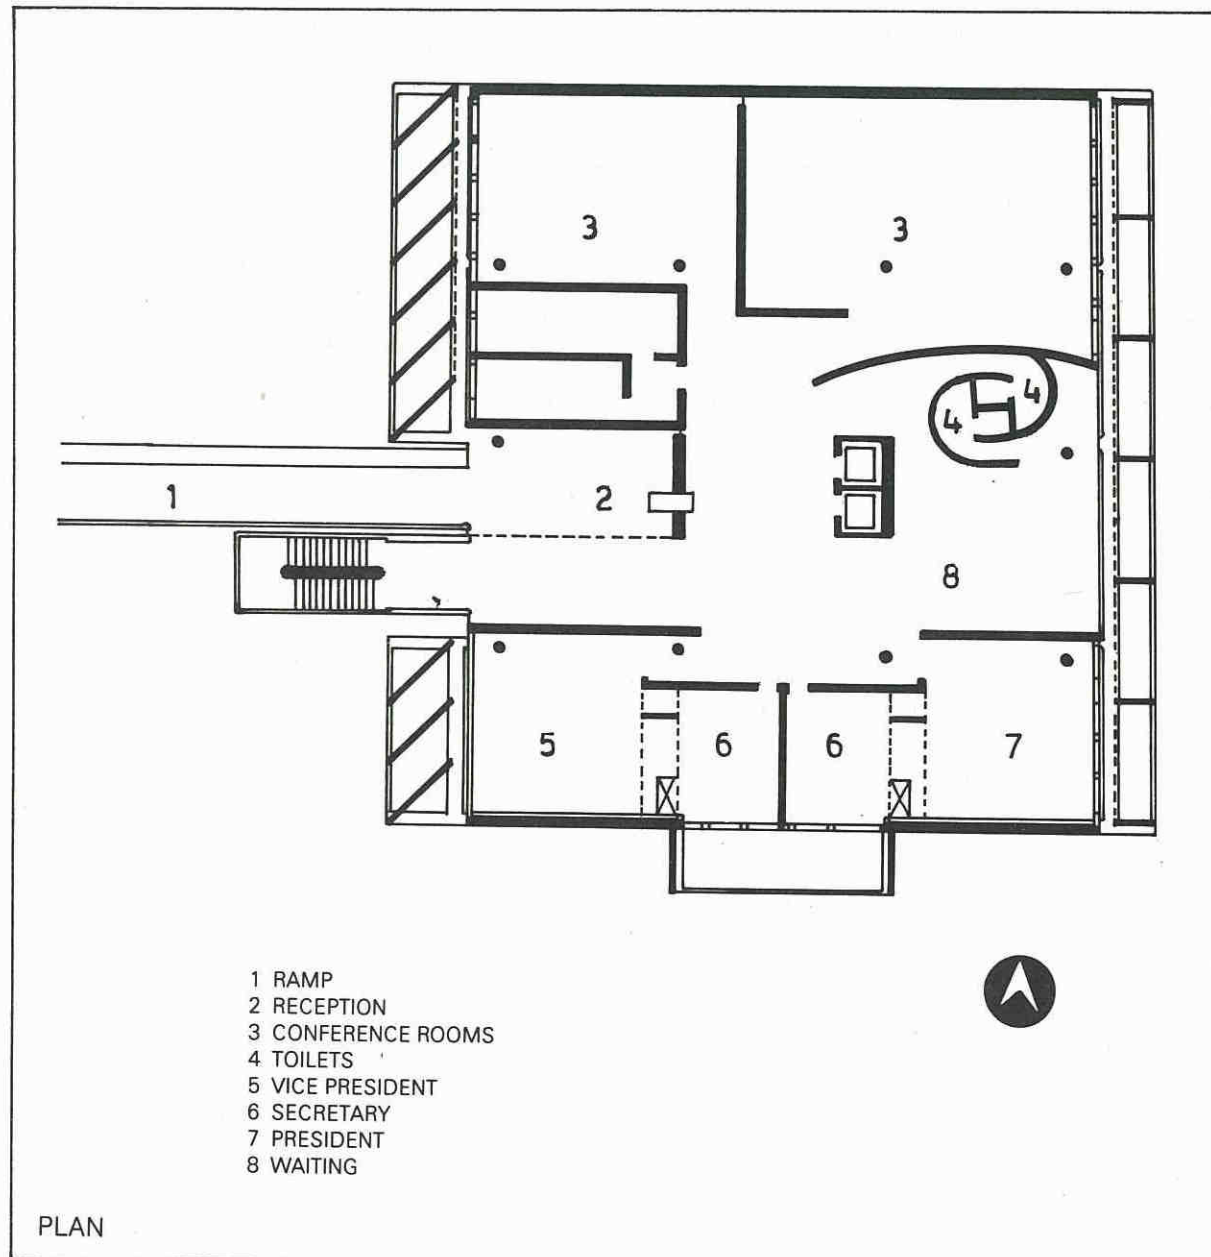 3 3
4
4
1 2
8
5 6 6 7
1 RAMP
2 RECEPTION
3 CONFERENCE ROOMS
4 TOILETS
5 VICE PRESIDENT
6 SECRETARY
7 PRESIDENT
8 WAITING
PLAN